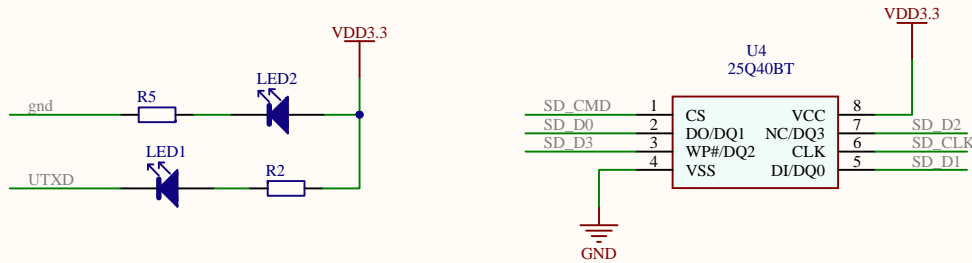 VDD3.3
LED2
R5
gnd
LED1
R2
UTXD
VDD3.3
U4
25Q40BT
SD_CMD 1 CS VCC 8
SD_D0 2 DO/DQ1 NC/DQ3 7 SD_D2
SD_D3 3 WP#/DQ2 CLK 6 SD_CLK
4 VSS DI/DQ0 5 SD_D1
GND